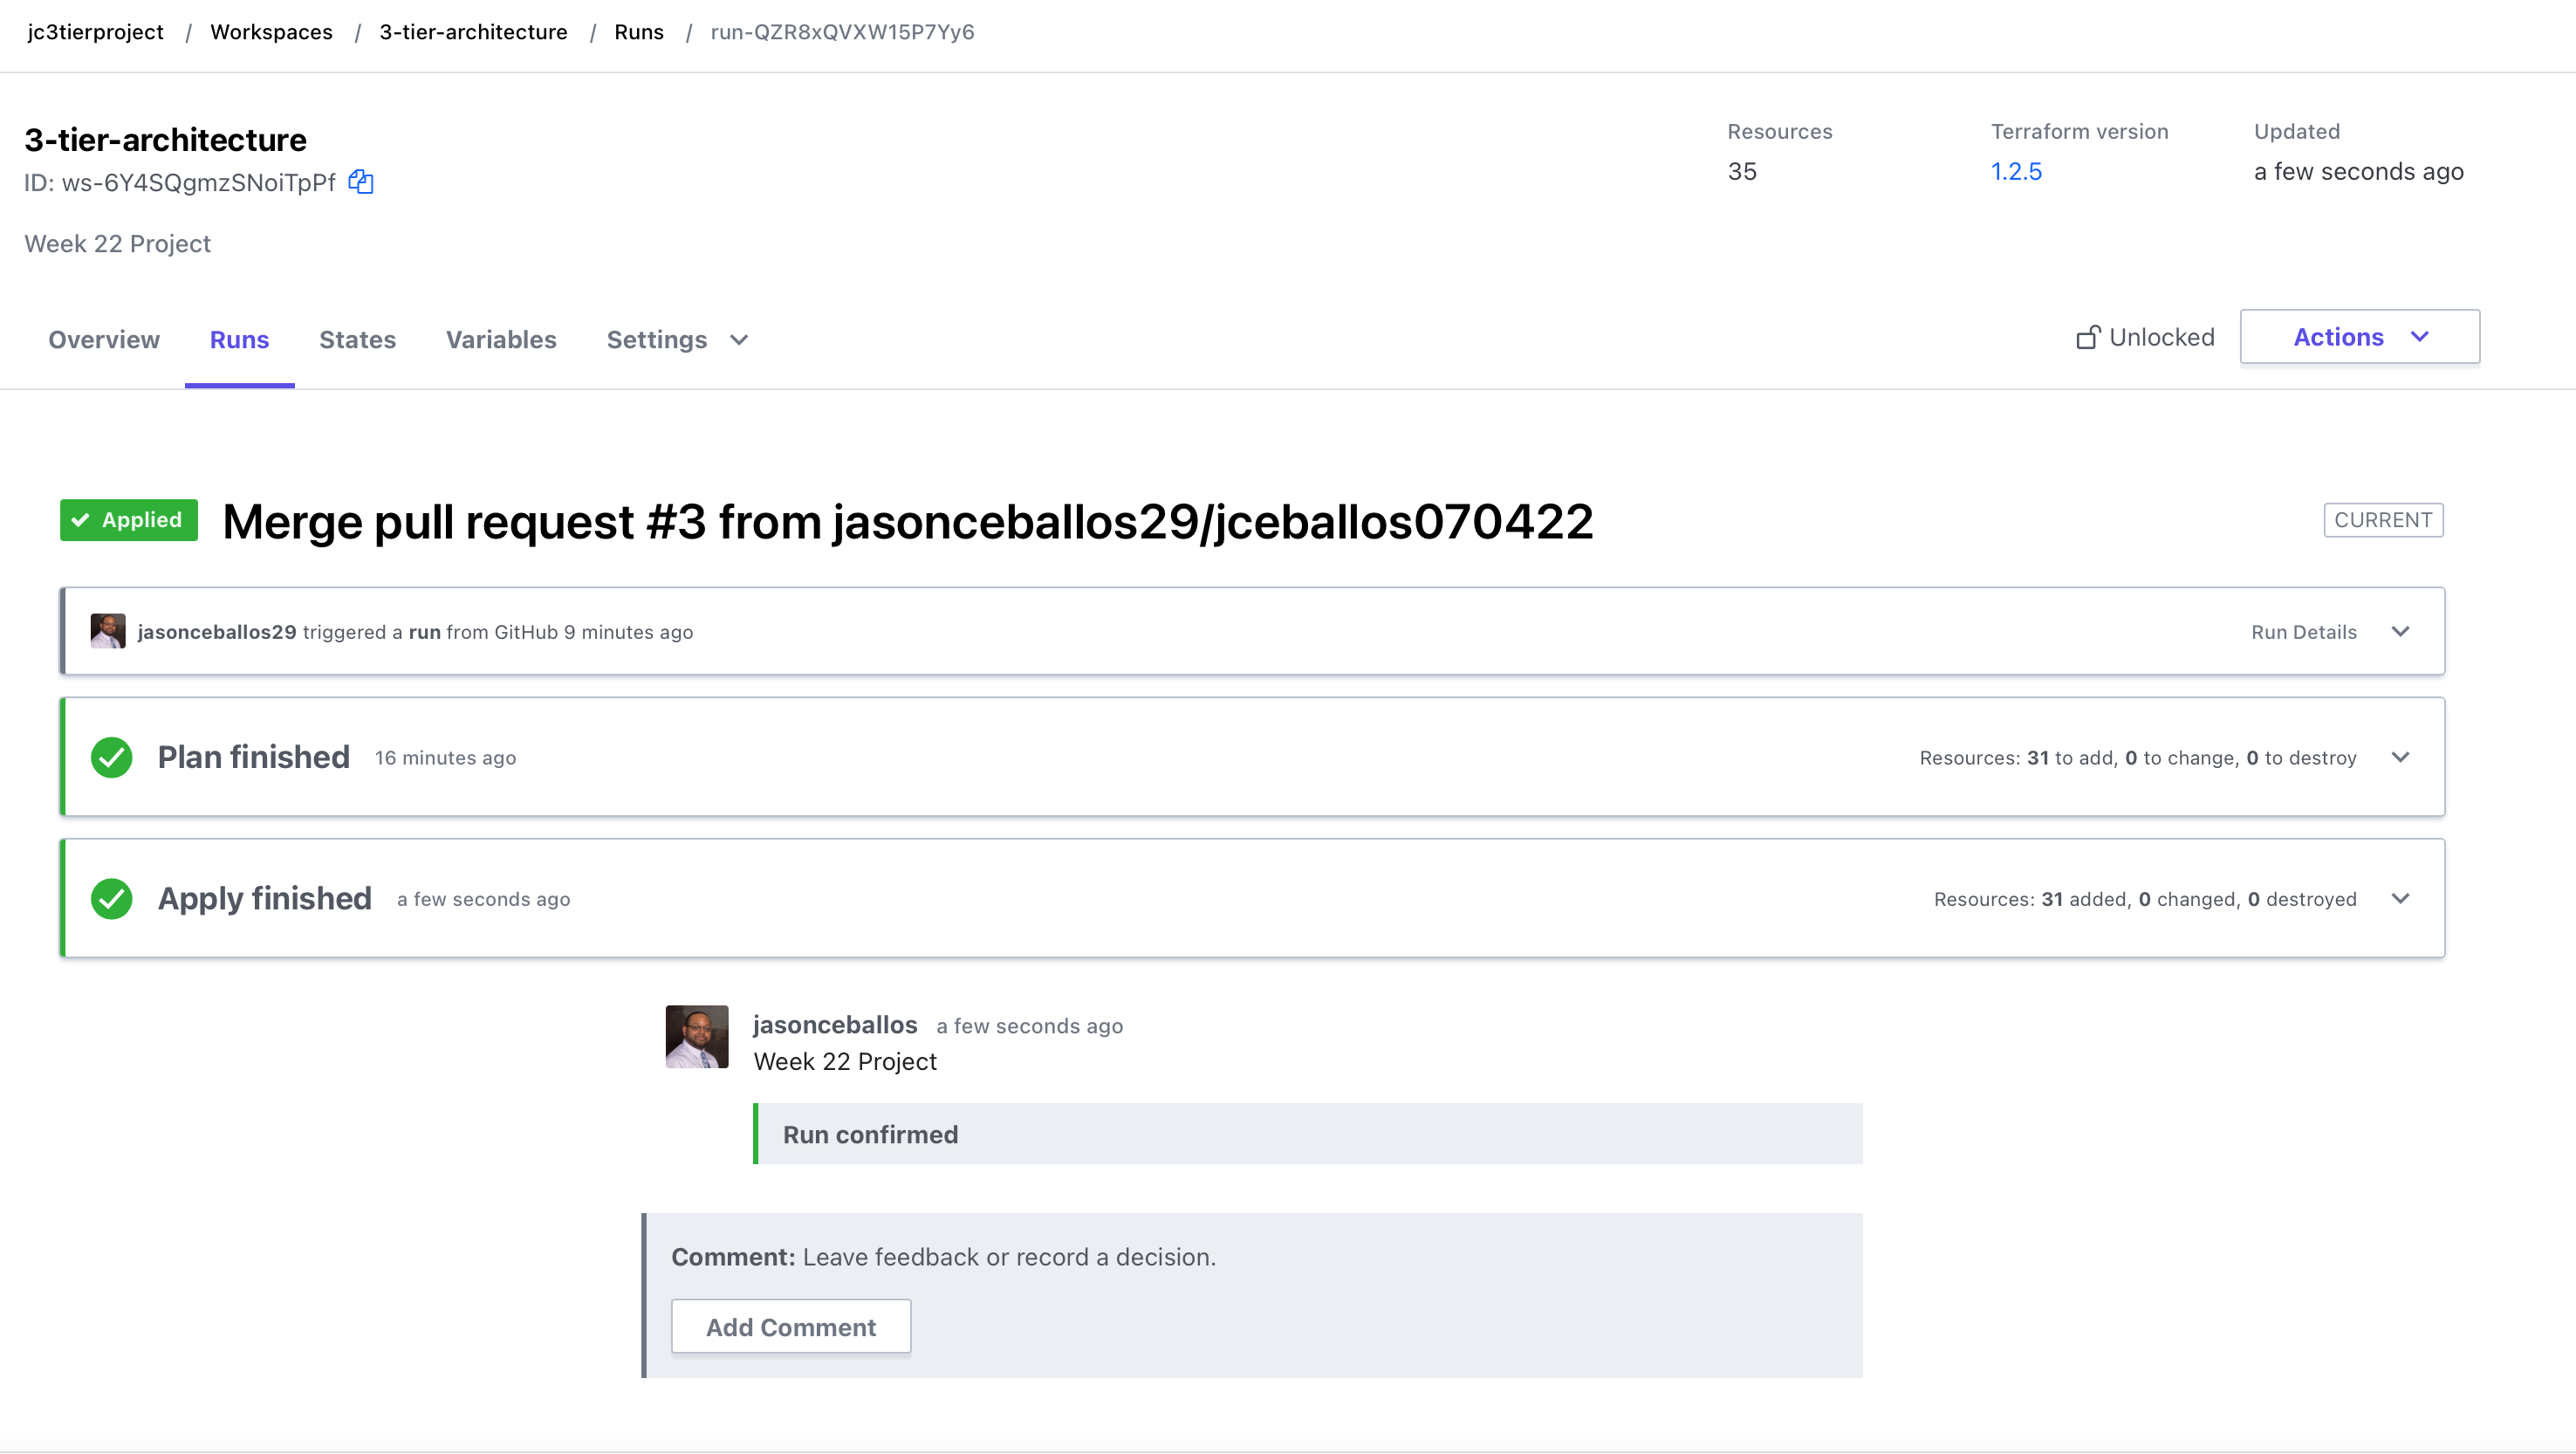 jc3tierproject / Workspaces / 3-tier-architecture / Runs / run-QZR8xQVXW15P7Yy6
3-tier-architecture
ID: ws-6Y4SQgmzSNoiTpPf
Week 22 Project
Resources
35
Terraform version
1.2.5
Updated
a few seconds ago
Overview Runs States Variables Settings
Unlocked
Actions
Applied Merge pull request #3 from jasonceballos29/jceballos070422 CURRENT
jasonceballos29 triggered a run from GitHub 9 minutes ago Run Details
Plan finished 16 minutes ago Resources: 31 to add, 0 to change, 0 to destroy
Apply finished a few seconds ago Resources: 31 added, 0 changed, 0 destroyed
jasonceballos a few seconds ago
Week 22 Project
Run confirmed
Comment: Leave feedback or record a decision.
Add Comment